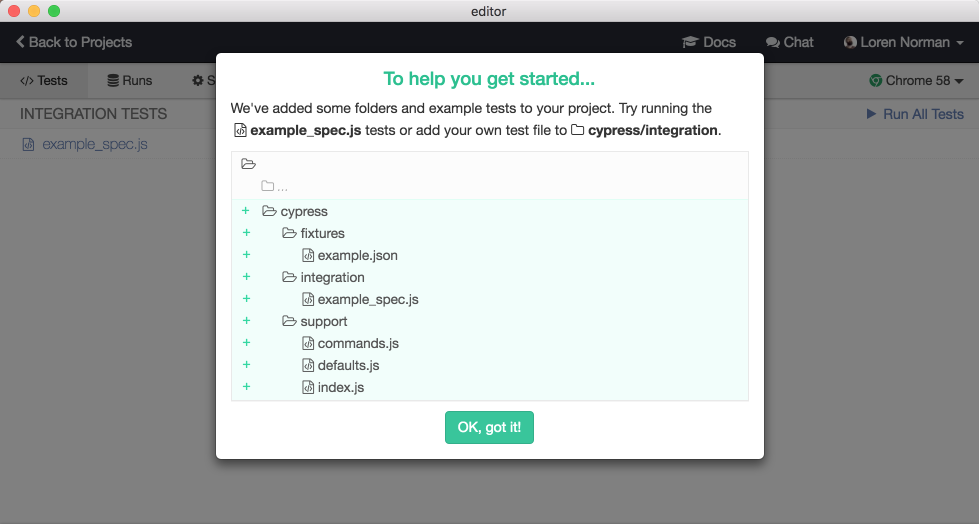 editor
Back to Projects
Docs
Chat
Loren Norman
Tests
Runs
S
Chrome 58
INTEGRATION TESTS
Run All Tests
example_spec.js
To help you get started...
We've added some folders and example tests to your project. Try running the
example_spec.js tests or add your own test file to cypress/integration.
...
+ cypress
+ fixtures
+ example.json
+ integration
+ example_spec.js
+ support
+ commands.js
+ defaults.js
+ index.js
OK, got it!